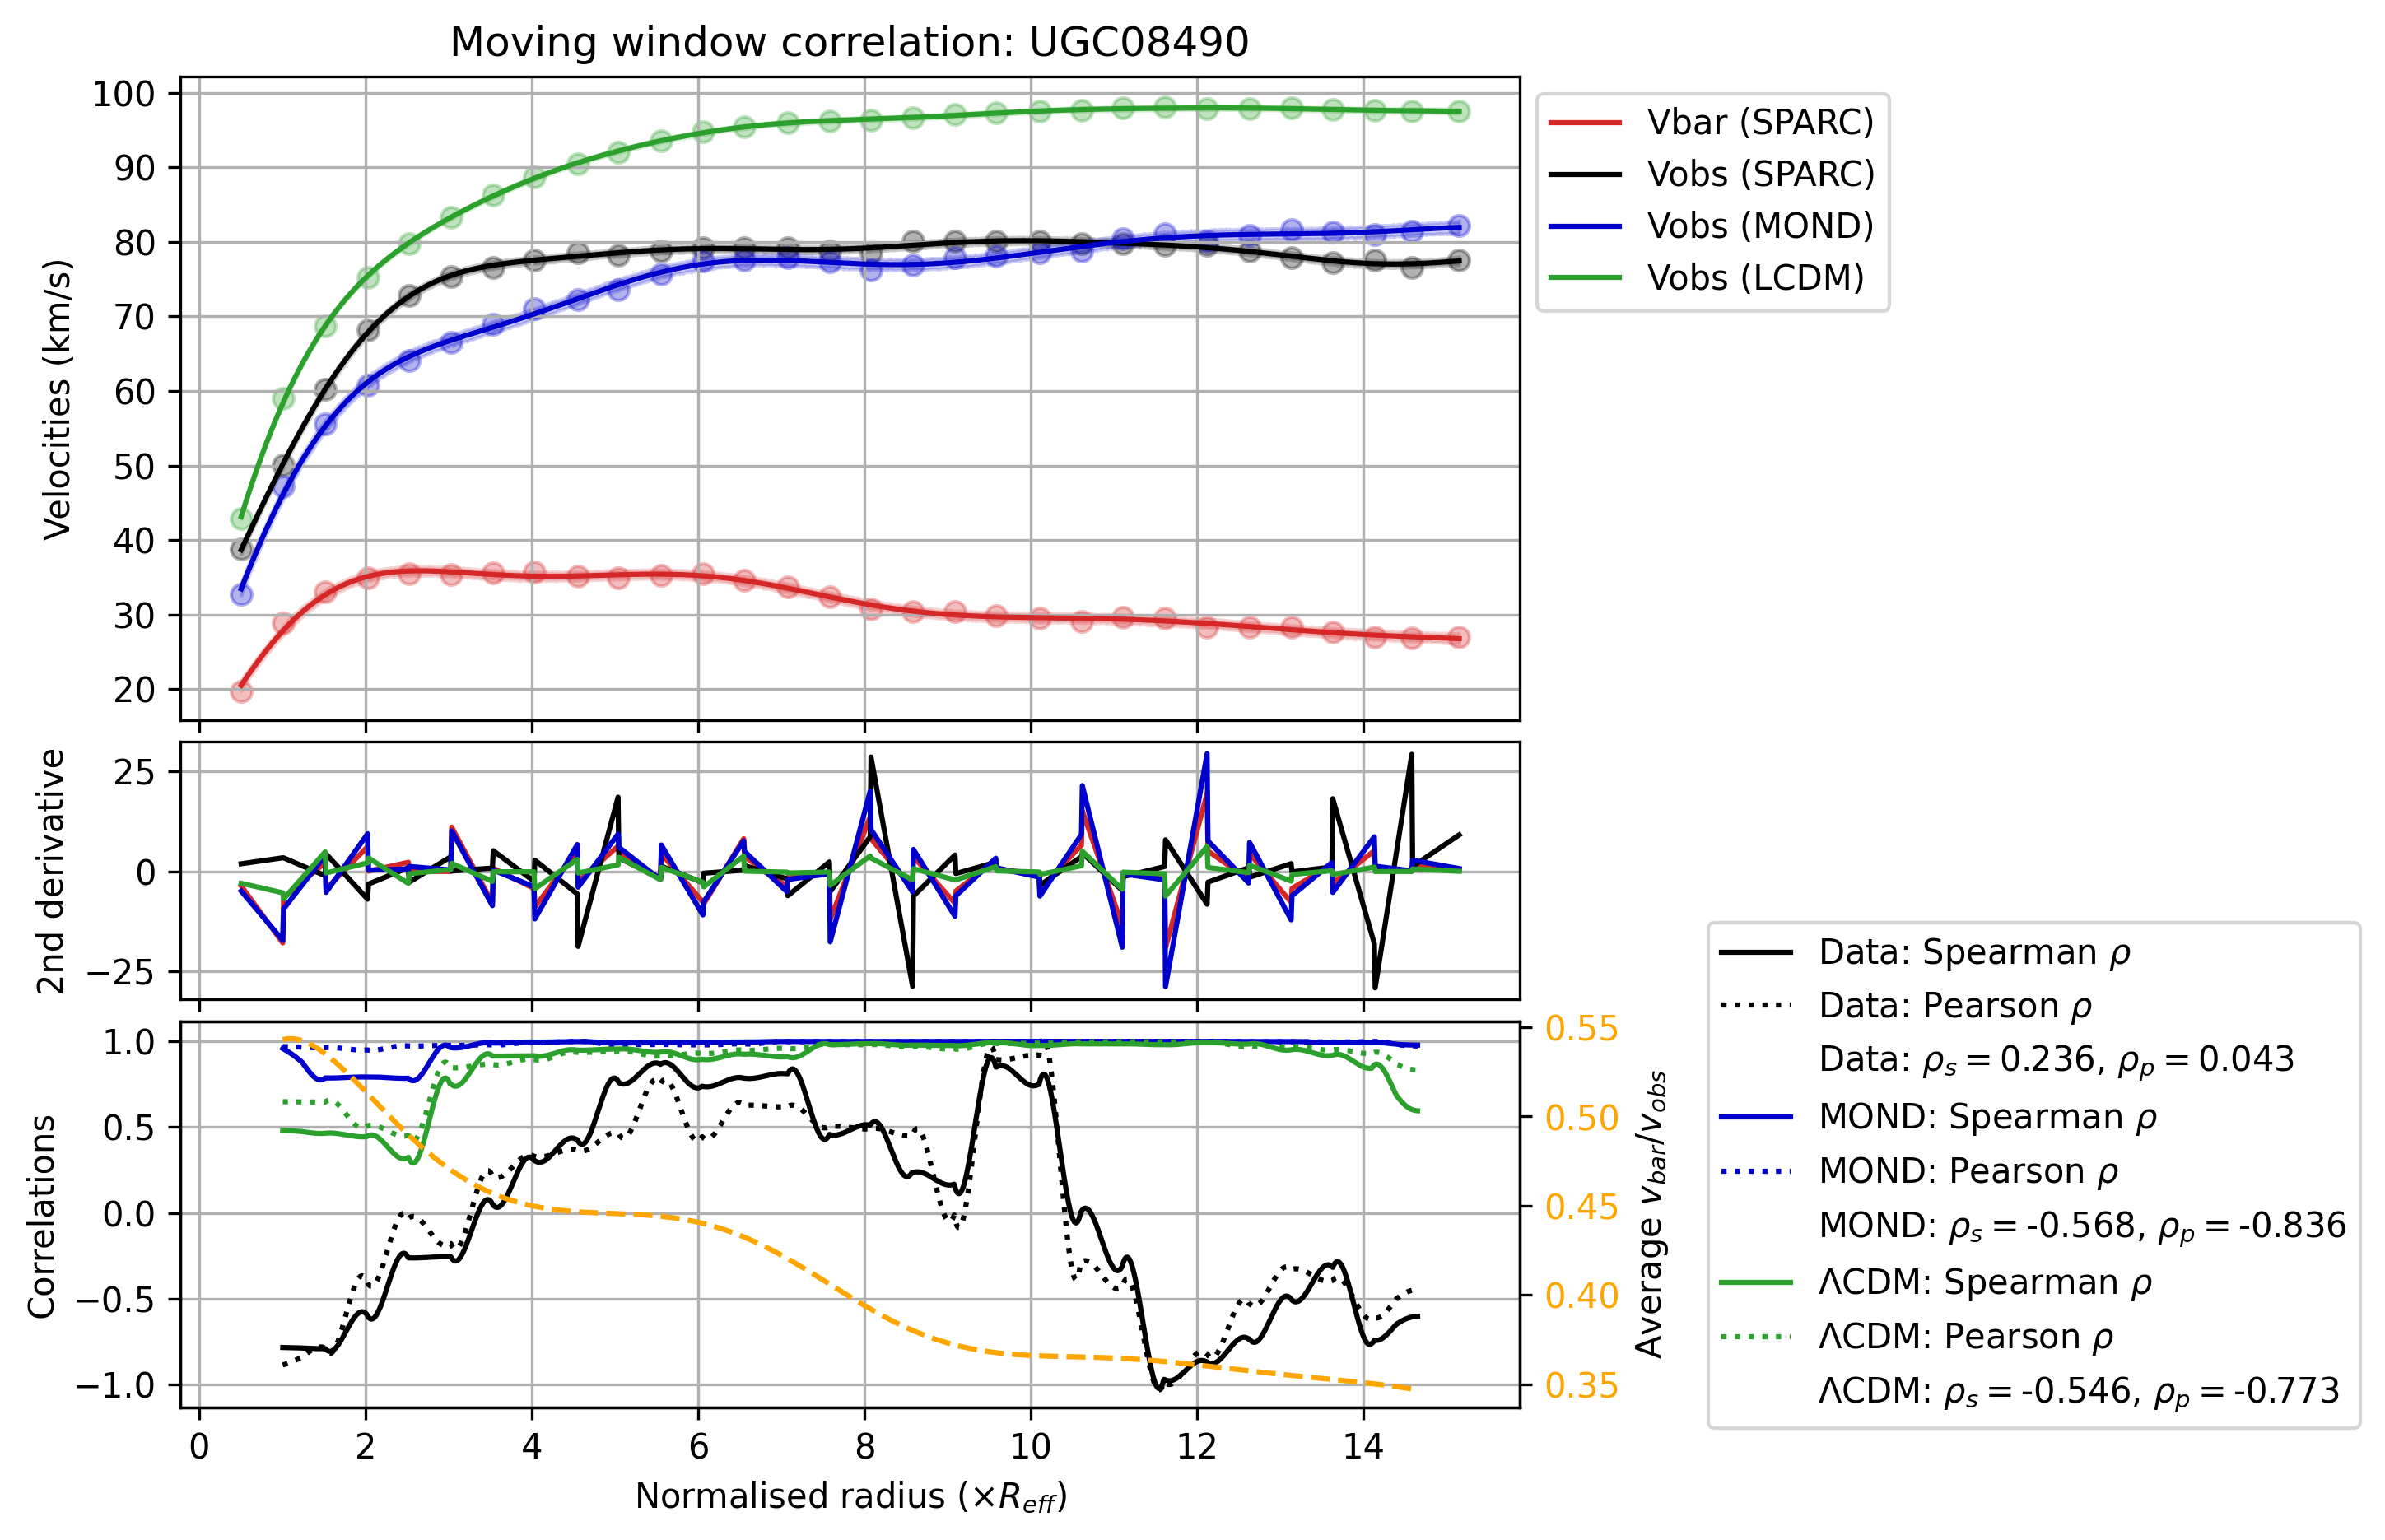 Moving window correlation: UGC08490
Velocities (km/s)
100
90
80
70
60
50
40
30
20
Vbar (SPARC)
Vobs (SPARC)
Vobs (MOND)
Vobs (LCDM)
2nd derivative
25
0
−25
Correlations
1.0
0.5
0.0
−0.5
−1.0
0.55
0.50
0.45
0.40
0.35
Average v_bar/v_obs
0 2 4 6 8 10 12 14
Normalised radius (×R_eff)
Data: Spearman ρ
Data: Pearson ρ
Data: ρ_s = 0.236, ρ_p = 0.043
MOND: Spearman ρ
MOND: Pearson ρ
MOND: ρ_s = -0.568, ρ_p = -0.836
ΛCDM: Spearman ρ
ΛCDM: Pearson ρ
ΛCDM: ρ_s = -0.546, ρ_p = -0.773